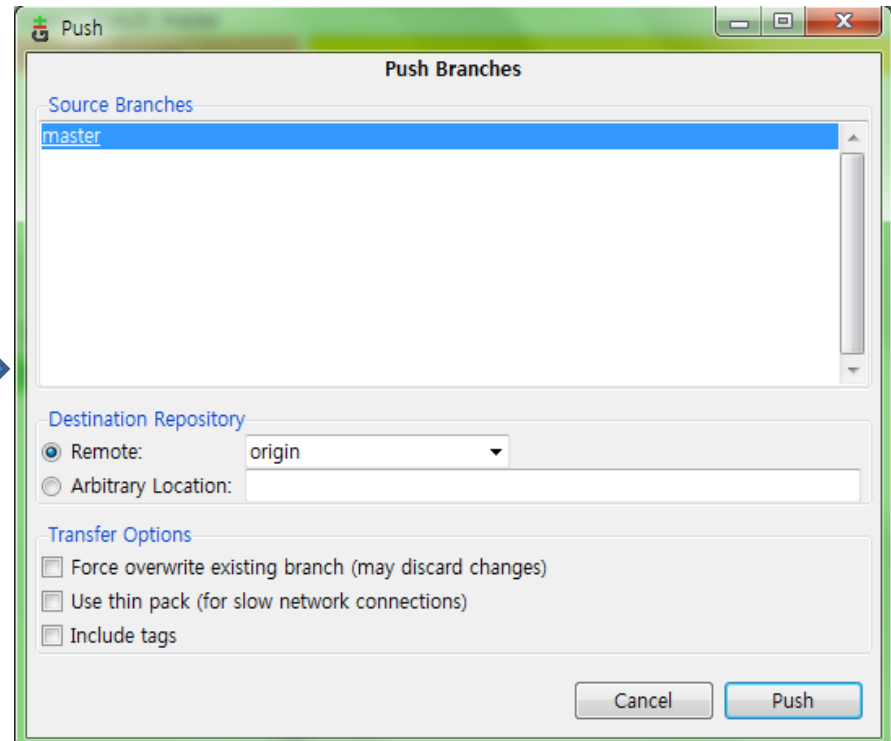 Push
Push Branches
Source Branches
master
Destination Repository
Remote: origin
Arbitrary Location:
Transfer Options
Force overwrite existing branch (may discard changes)
Use thin pack (for slow network connections)
Include tags
Cancel Push